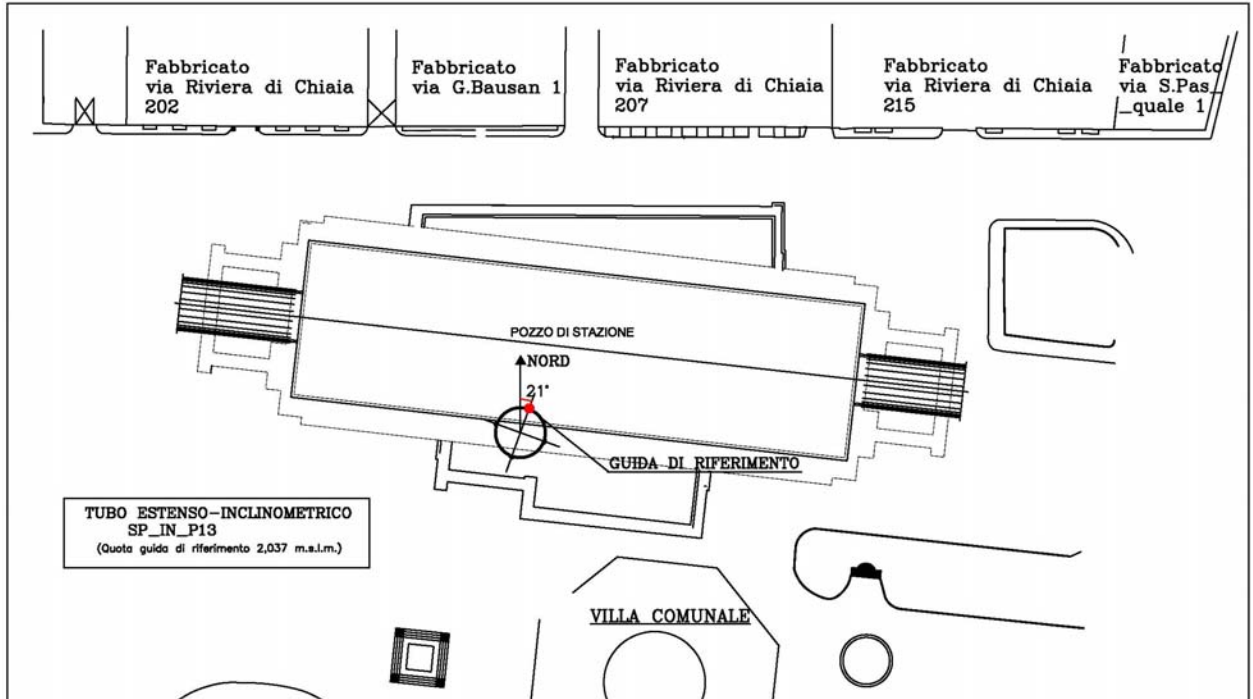 Fabbricato
via Riviera di Chiaia
202
Fabbricato
via G.Bausan 1
Fabbricato
via Riviera di Chiaia
207
Fabbricato
via Riviera di Chiaia
215
Fabbricato
via S.Pas_
_quale 1
POZZO DI STAZIONE
NORD
21°
GUIDA DI RIFERIMENTO
TUBO ESTENSO-INCLINOMETRICO
SP_IN_P13
(Quota guida di riferimento 2,037 m.s.l.m.)
VILLA COMUNALE